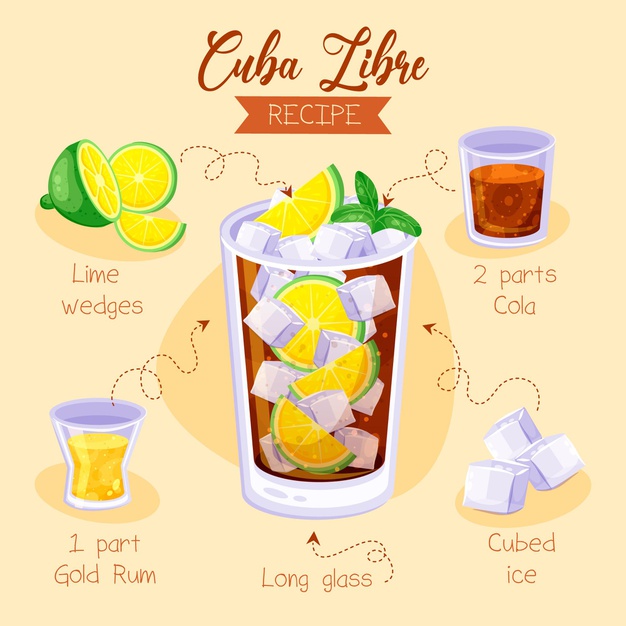 Cuba Libre
RECIPE
Lime
wedges
2 parts
Cola
1 part
Gold Rum
Long glass
Cubed
ice